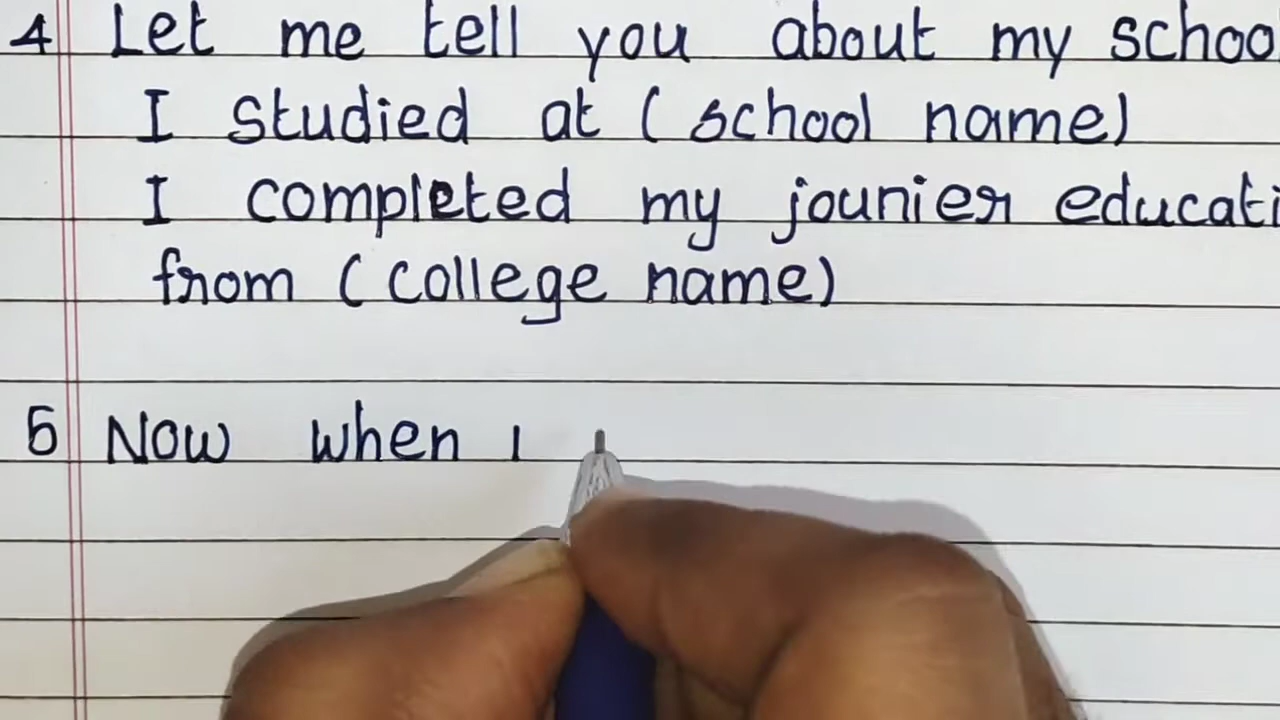 4 Let me tell you about my schoo
I studied at ( school name)
I completed my jounier educati
from ( college name)
5 Now when I